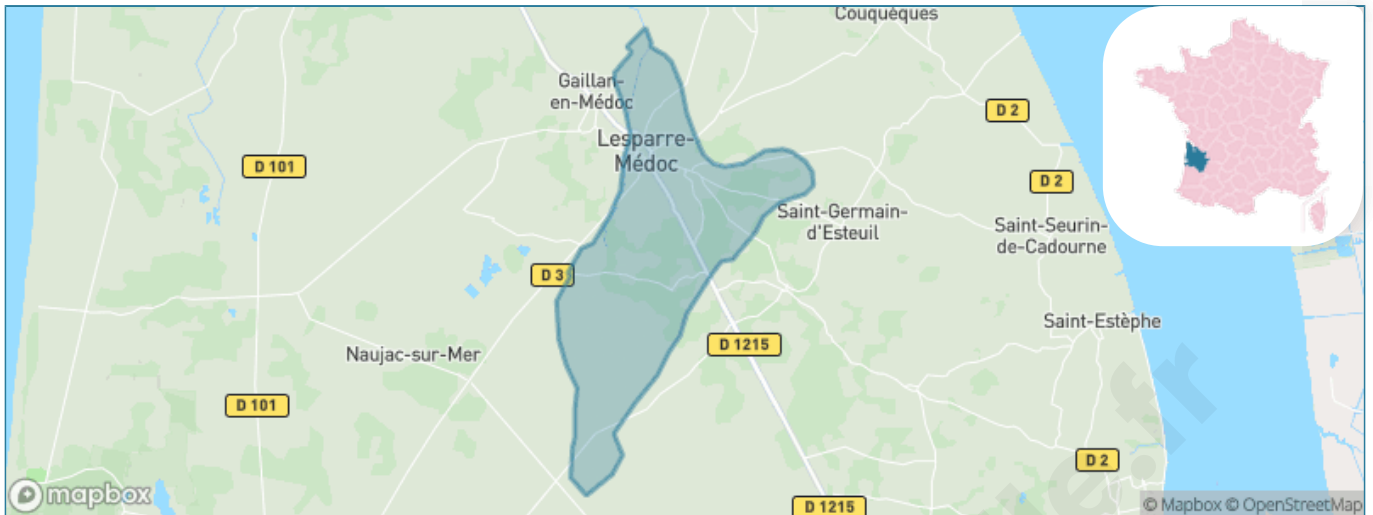 Couquèques
Gaillan-
en-Médoc
D 2
Lesparre-
Médoc
D 101
D 2
Saint-Germain-
d'Esteuil
Saint-Seurin-
de-Cadourne
D 3
Saint-Estèphe
D 1215
Naujac-sur-Mer
D 101
D 2
mapbox
D 1215
© Mapbox © OpenStreetMap